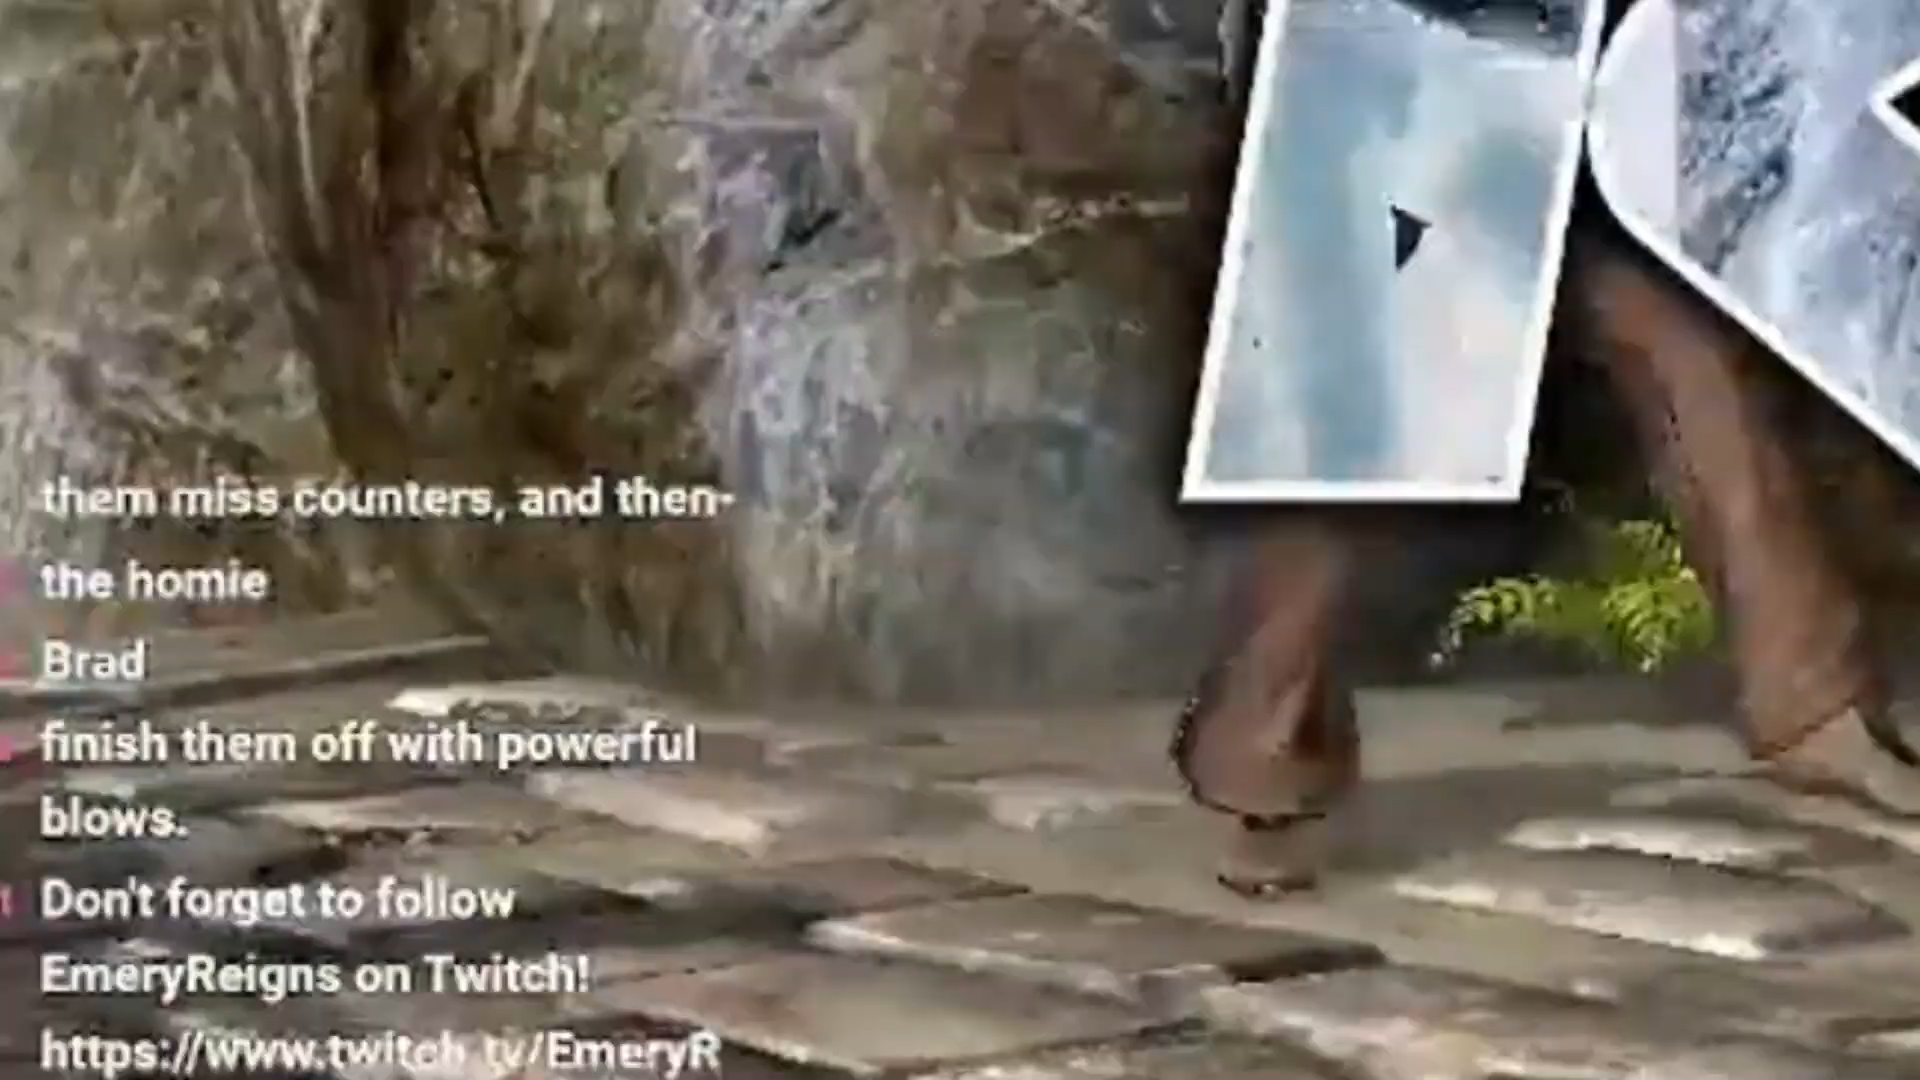 them miss counters, and then-
the homie
Brad
finish them off with powerful
blows.
Don't forget to follow
EmeryReigns on Twitch!
https://www.twitch.tv/EmeryR